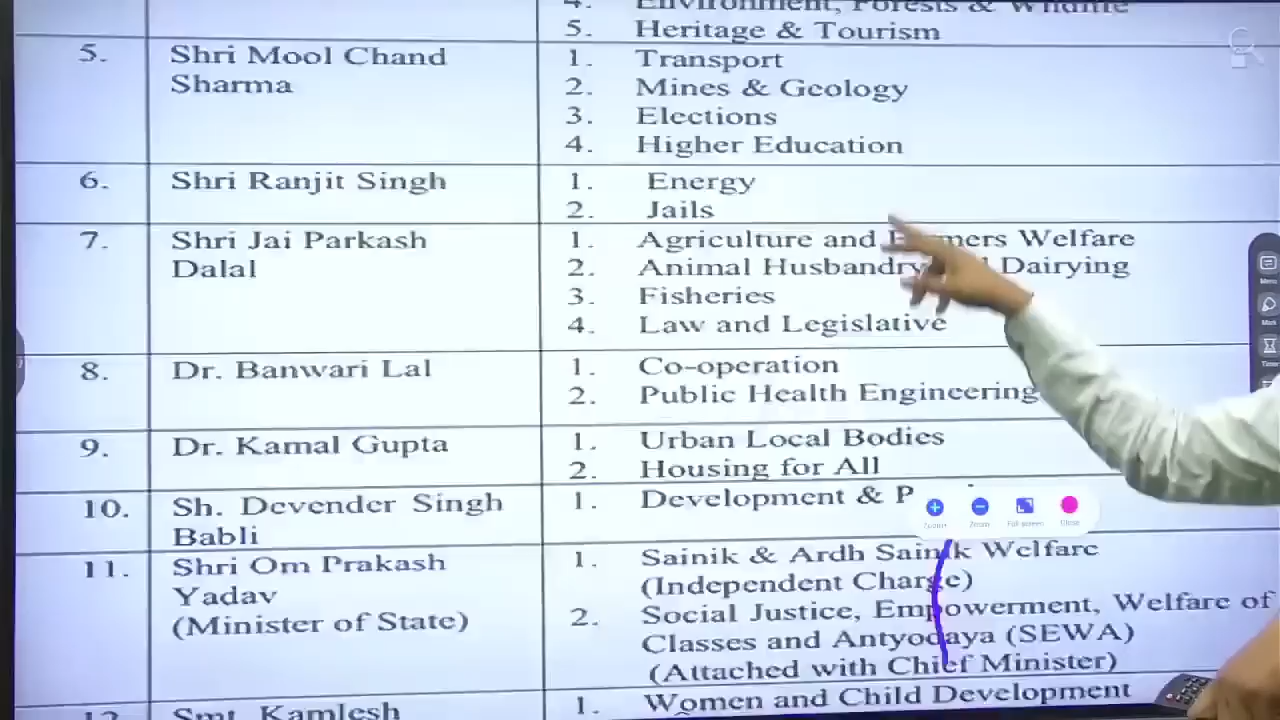 4. Environment, Forests & Wildlife
5. Heritage & Tourism
5. Shri Mool Chand Sharma
1. Transport
2. Mines & Geology
3. Elections
4. Higher Education
6. Shri Ranjit Singh
1. Energy
2. Jails
7. Shri Jai Parkash Dalal
1. Agriculture and Farmers Welfare
2. Animal Husbandry Dairying
3. Fisheries
4. Law and Legislative
8. Dr. Banwari Lal
1. Co-operation
2. Public Health Engineering
9. Dr. Kamal Gupta
1. Urban Local Bodies
2. Housing for All
10. Sh. Devender Singh Babli
1. Development & P
Zoom Full screen Close
11. Shri Om Prakash Yadav (Minister of State)
1. Sainik & Ardh Sainik Welfare
(Independent Charge)
2. Social Justice, Empowerment, Welfare of
Classes and Antyodaya (SEWA)
(Attached with Chief Minister)
12. Smt. Kamlesh
1. Women and Child Development